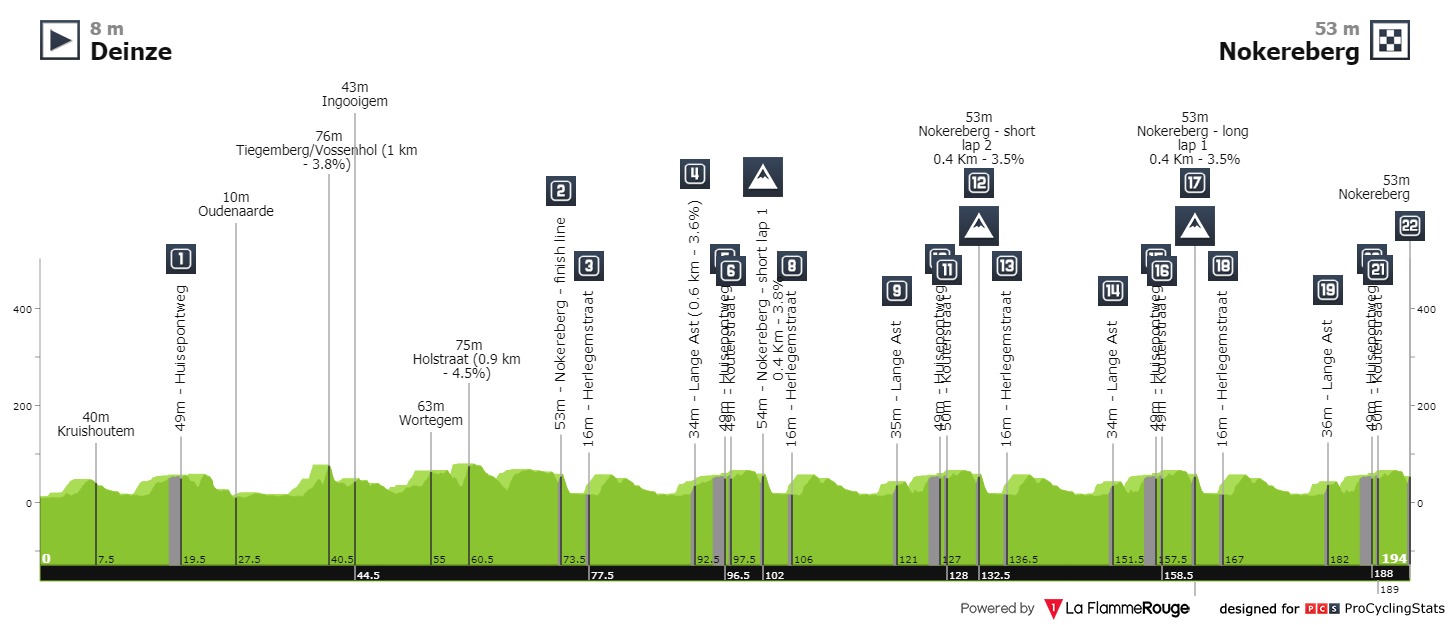 8 m
Deinze
53 m
Nokereberg
43m
Ingooigem
76m
Tiegemberg/Vossenhol (1 km
- 3.8%)
10m
Oudenaarde
40m
Kruishoutem
1
49m - Huisepontweg
63m
Wortegem
75m
Holstraat (0.9 km
- 4.5%)
2
53m - Nokereberg - finish line
3
16m - Herlegemstraat
4
34m - Lange Ast (0.6 km - 3.6%)
49m - Huisepontweg
6
49m - Kouterstraat
54m - Nokereberg - short lap 1
0.4 Km - 3.8%
8
16m - Herlegemstraat
9
35m - Lange Ast
49m - Huisepontweg
11
50m - Kouterstraat
53m
Nokereberg - short
lap 2
0.4 Km - 3.5%
12
13
16m - Herlegemstraat
14
34m - Lange Ast
49m - Huisepontweg
16
49m - Kouterstraat
53m
Nokereberg - long
lap 1
0.4 Km - 3.5%
17
18
16m - Herlegemstraat
19
36m - Lange Ast
49m - Huisepontweg
21
50m - Kouterstraat
53m
Nokereberg
22
400
200
0
400
200
0
0 7.5 19.5 27.5 40.5 55 60.5 73.5 92.5 97.5 106 121 127 136.5 151.5 157.5 167 182 194
44.5 77.5 96.5 102 128 132.5 158.5 188
189
Powered by La FlammeRouge designed for PCS ProCyclingStats